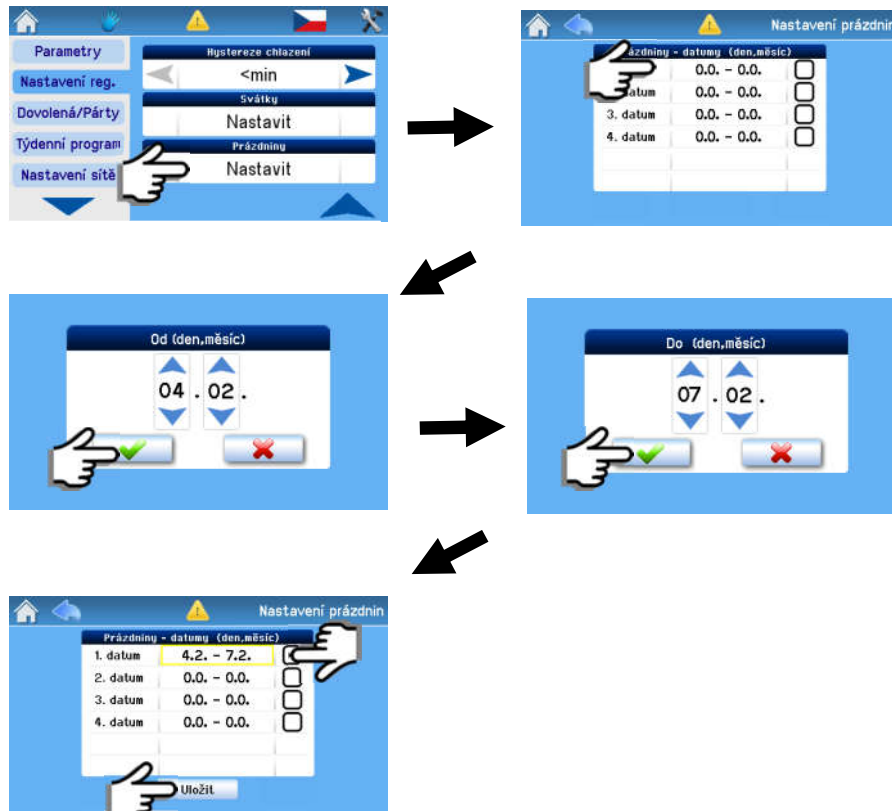 Parametry
Nastavení reg.
Dovolená/Párty
Týdenní program
Nastavení sítě
Hystereze chlazení
<min
Svátky
Nastavit
Prázdniny
Nastavit
Nastavení prázdnin
- datumy (den,měsíc)
0.0. - 0.0.
0.0. - 0.0.
3. datum 0.0. - 0.0.
4. datum 0.0. - 0.0.
Od (den,měsíc)
04 . 02 .
Do (den,měsíc)
07 . 02 .
Nastavení prázdnin
Prázdniny - datumy (den,měsíc)
1. datum 4.2. - 7.2.
2. datum 0.0. - 0.0.
3. datum 0.0. - 0.0.
4. datum 0.0. - 0.0.
Uložit